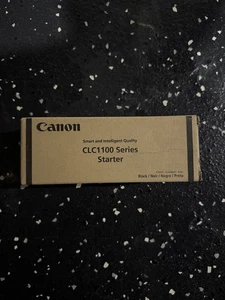 Canon
Smart and Intelligent Quality
CLC1100 Series
Starter
Black / Noir / Negro / Preto